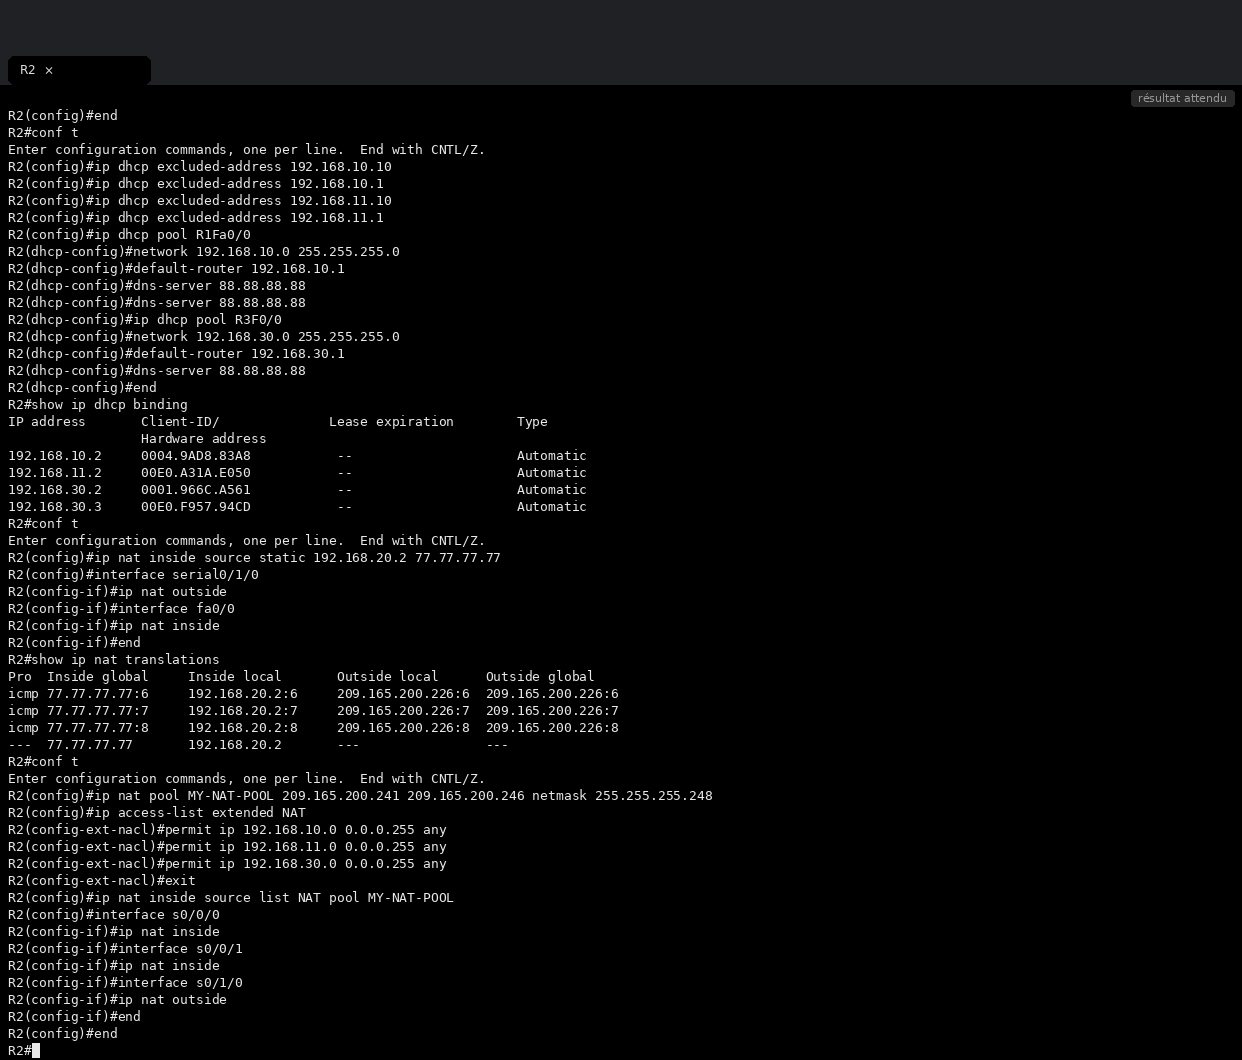 R2 ×
résultat attendu
R2(config)#end
R2#conf t
Enter configuration commands, one per line.  End with CNTL/Z.
R2(config)#ip dhcp excluded-address 192.168.10.10
R2(config)#ip dhcp excluded-address 192.168.10.1
R2(config)#ip dhcp excluded-address 192.168.11.10
R2(config)#ip dhcp excluded-address 192.168.11.1
R2(config)#ip dhcp pool R1Fa0/0
R2(dhcp-config)#network 192.168.10.0 255.255.255.0
R2(dhcp-config)#default-router 192.168.10.1
R2(dhcp-config)#dns-server 88.88.88.88
R2(dhcp-config)#dns-server 88.88.88.88
R2(dhcp-config)#ip dhcp pool R3F0/0
R2(dhcp-config)#network 192.168.30.0 255.255.255.0
R2(dhcp-config)#default-router 192.168.30.1
R2(dhcp-config)#dns-server 88.88.88.88
R2(dhcp-config)#end
R2#show ip dhcp binding
IP address       Client-ID/              Lease expiration        Type
                 Hardware address
192.168.10.2     0004.9AD8.83A8           --                     Automatic
192.168.11.2     00E0.A31A.E050           --                     Automatic
192.168.30.2     0001.966C.A561           --                     Automatic
192.168.30.3     00E0.F957.94CD           --                     Automatic
R2#conf t
Enter configuration commands, one per line.  End with CNTL/Z.
R2(config)#ip nat inside source static 192.168.20.2 77.77.77.77
R2(config)#interface serial0/1/0
R2(config-if)#ip nat outside
R2(config-if)#interface fa0/0
R2(config-if)#ip nat inside
R2(config-if)#end
R2#show ip nat translations
Pro  Inside global     Inside local       Outside local      Outside global
icmp 77.77.77.77:6     192.168.20.2:6     209.165.200.226:6  209.165.200.226:6
icmp 77.77.77.77:7     192.168.20.2:7     209.165.200.226:7  209.165.200.226:7
icmp 77.77.77.77:8     192.168.20.2:8     209.165.200.226:8  209.165.200.226:8
---  77.77.77.77       192.168.20.2       ---                ---
R2#conf t
Enter configuration commands, one per line.  End with CNTL/Z.
R2(config)#ip nat pool MY-NAT-POOL 209.165.200.241 209.165.200.246 netmask 255.255.255.248
R2(config)#ip access-list extended NAT
R2(config-ext-nacl)#permit ip 192.168.10.0 0.0.0.255 any
R2(config-ext-nacl)#permit ip 192.168.11.0 0.0.0.255 any
R2(config-ext-nacl)#permit ip 192.168.30.0 0.0.0.255 any
R2(config-ext-nacl)#exit
R2(config)#ip nat inside source list NAT pool MY-NAT-POOL
R2(config)#interface s0/0/0
R2(config-if)#ip nat inside
R2(config-if)#interface s0/0/1
R2(config-if)#ip nat inside
R2(config-if)#interface s0/1/0
R2(config-if)#ip nat outside
R2(config-if)#end
R2(config)#end
R2#